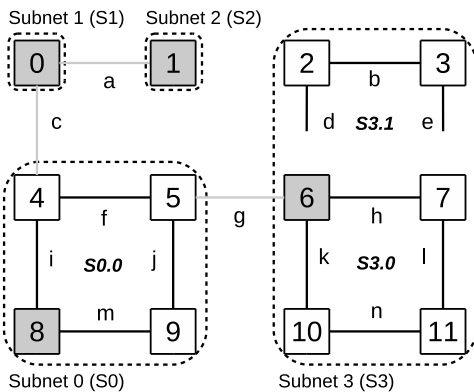 Subnet 1 (S1)
Subnet 2 (S2)
0
a
1
2
b
3
c
d
S3.1
e
4
f
5
g
6
h
7
i
S0.0
j
k
S3.0
l
8
m
9
10
n
11
Subnet 0 (S0)
Subnet 3 (S3)